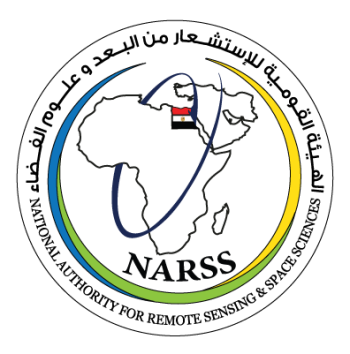 الهيئة القومية للإستشعار من البعد و علوم الفضاء
NARSS
NATIONAL AUTHORITY FOR REMOTE SENSING & SPACE SCIENCES